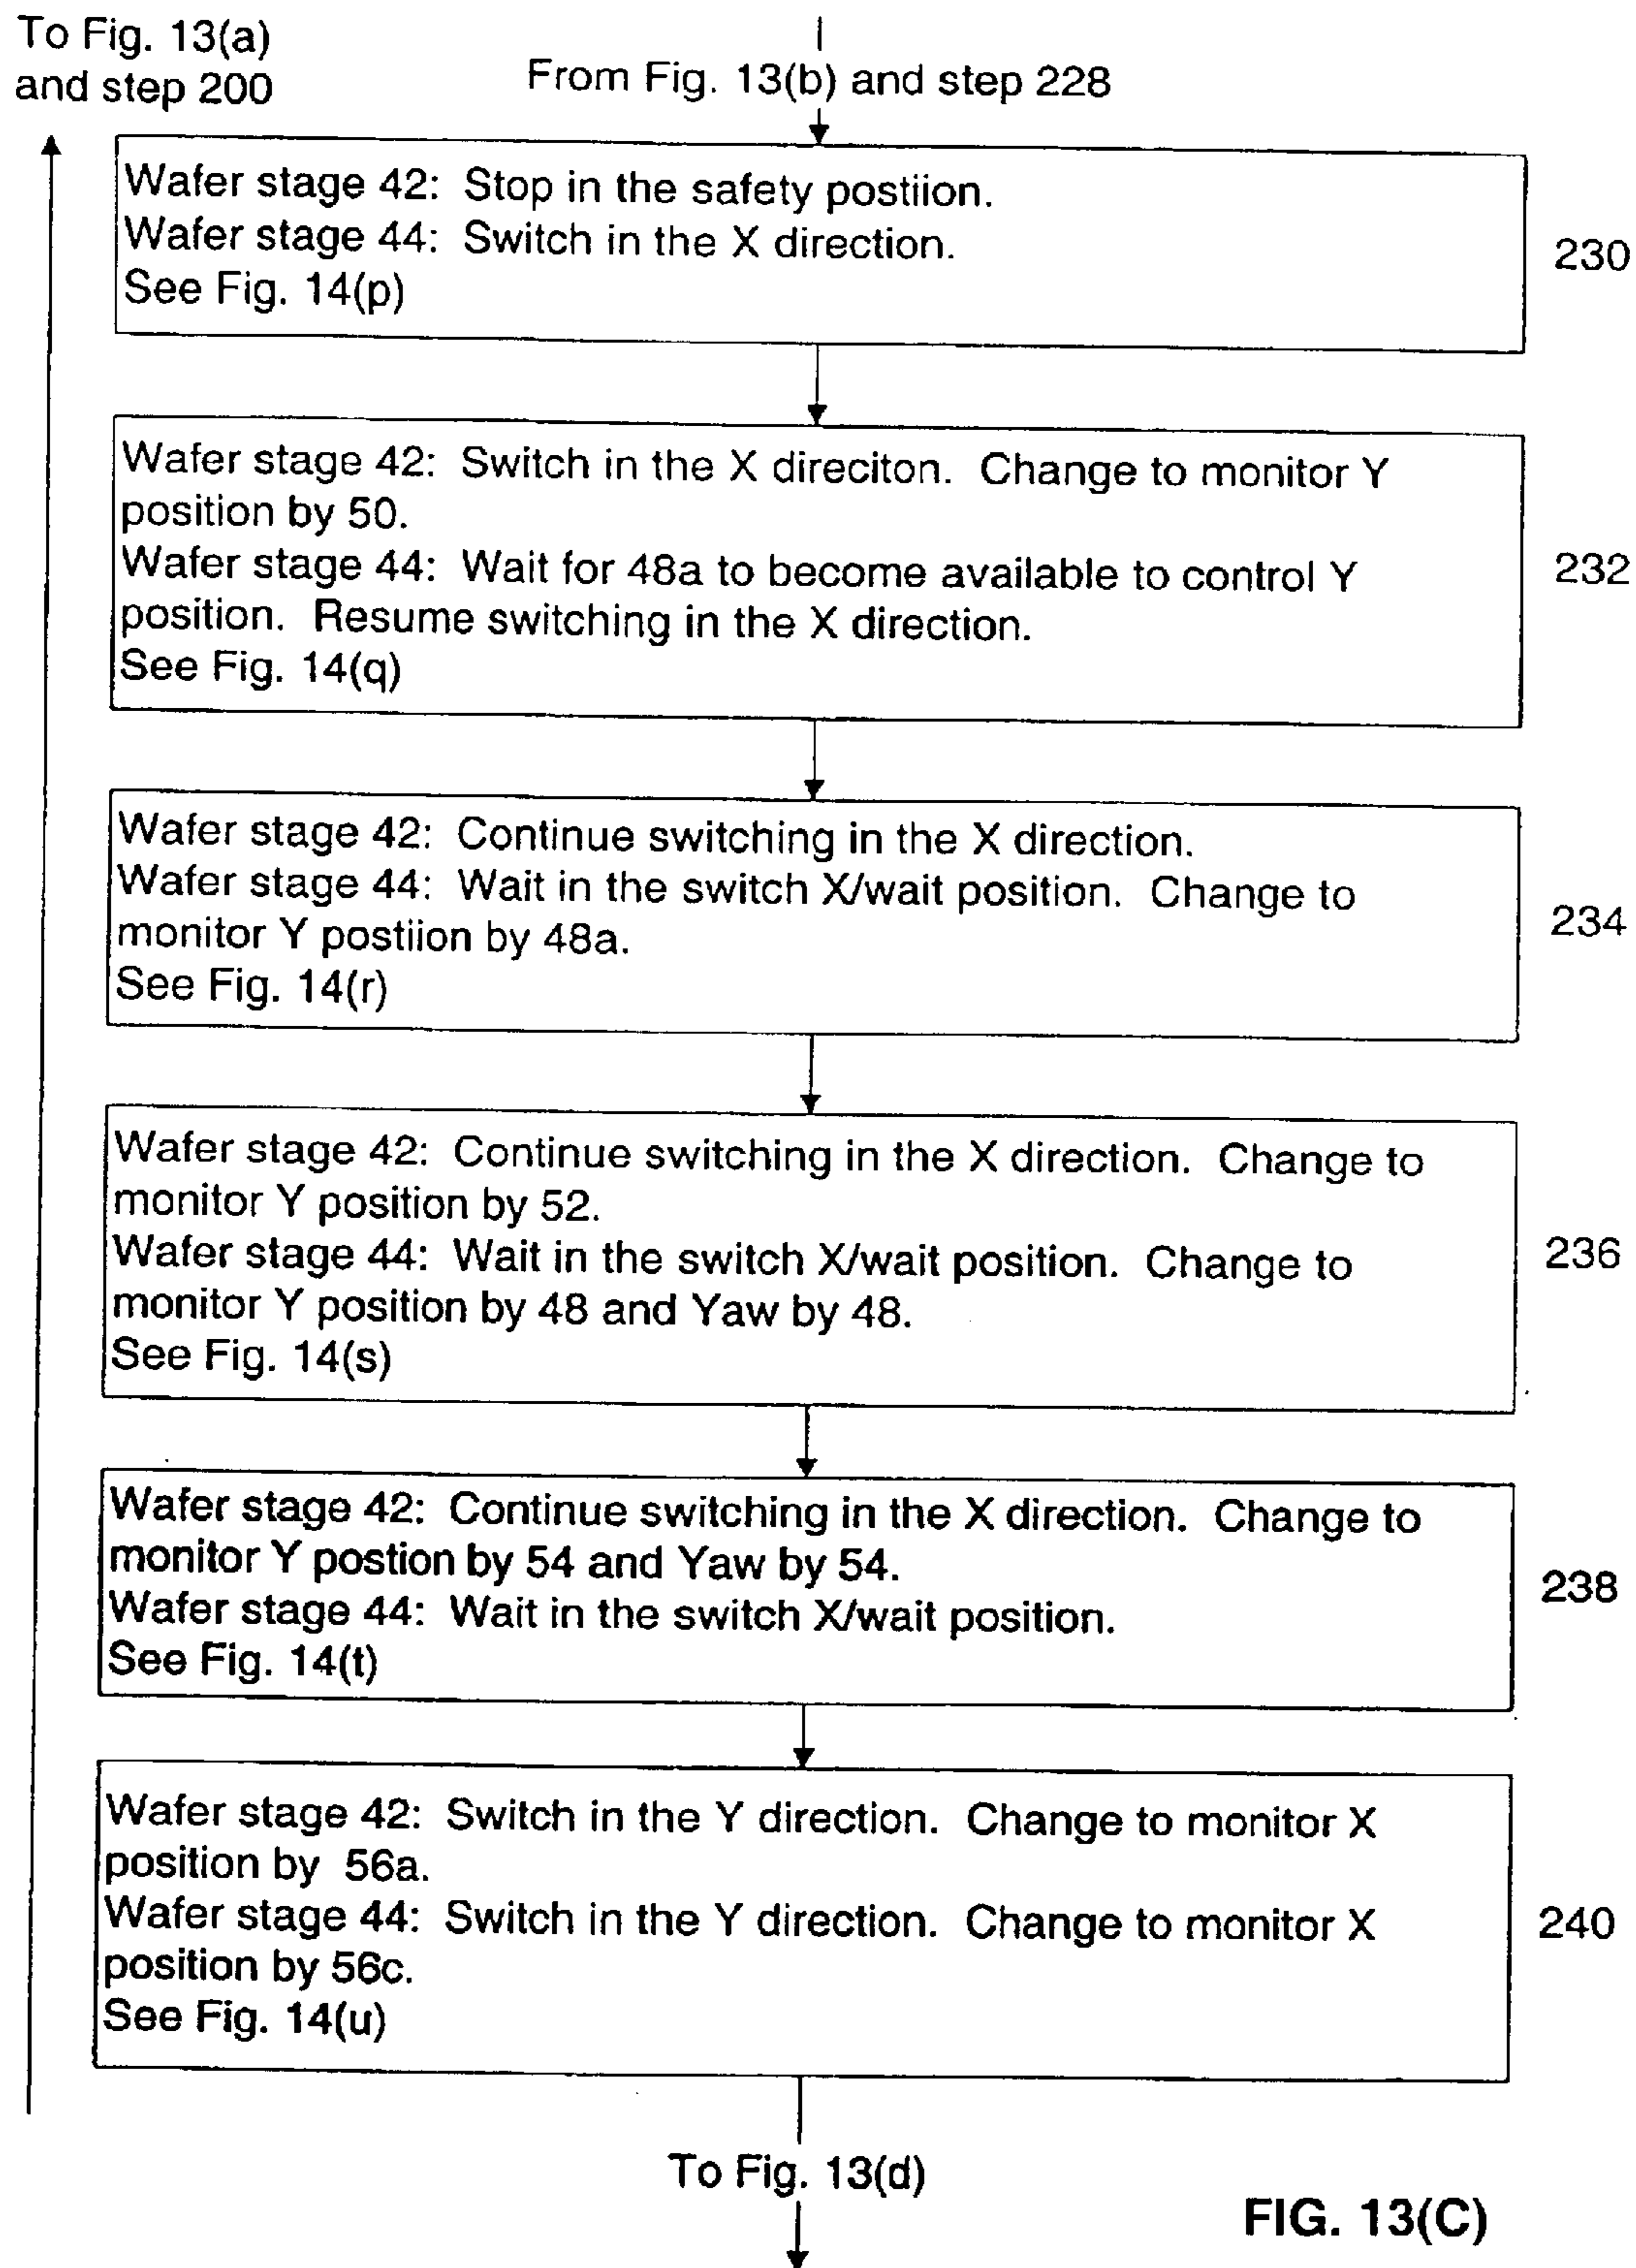 To Fig. 13(a)
and step 200
From Fig. 13(b) and step 228
Wafer stage 42: Stop in the safety postiion.
Wafer stage 44: Switch in the X direction.
See Fig. 14(p)
230
Wafer stage 42: Switch in the X direciton. Change to monitor Y
position by 50.
Wafer stage 44: Wait for 48a to become available to control Y
position. Resume switching in the X direction.
See Fig. 14(q)
232
Wafer stage 42: Continue switching in the X direction.
Wafer stage 44: Wait in the switch X/wait position. Change to
monitor Y postiion by 48a.
See Fig. 14(r)
234
Wafer stage 42: Continue switching in the X direction. Change to
monitor Y position by 52.
Wafer stage 44: Wait in the switch X/wait position. Change to
monitor Y position by 48 and Yaw by 48.
See Fig. 14(s)
236
Wafer stage 42: Continue switching in the X direction. Change to
monitor Y postion by 54 and Yaw by 54.
Wafer stage 44: Wait in the switch X/wait position.
See Fig. 14(t)
238
Wafer stage 42: Switch in the Y direction. Change to monitor X
position by 56a.
Wafer stage 44: Switch in the Y direction. Change to monitor X
position by 56c.
See Fig. 14(u)
240
To Fig. 13(d)
FIG. 13(C)